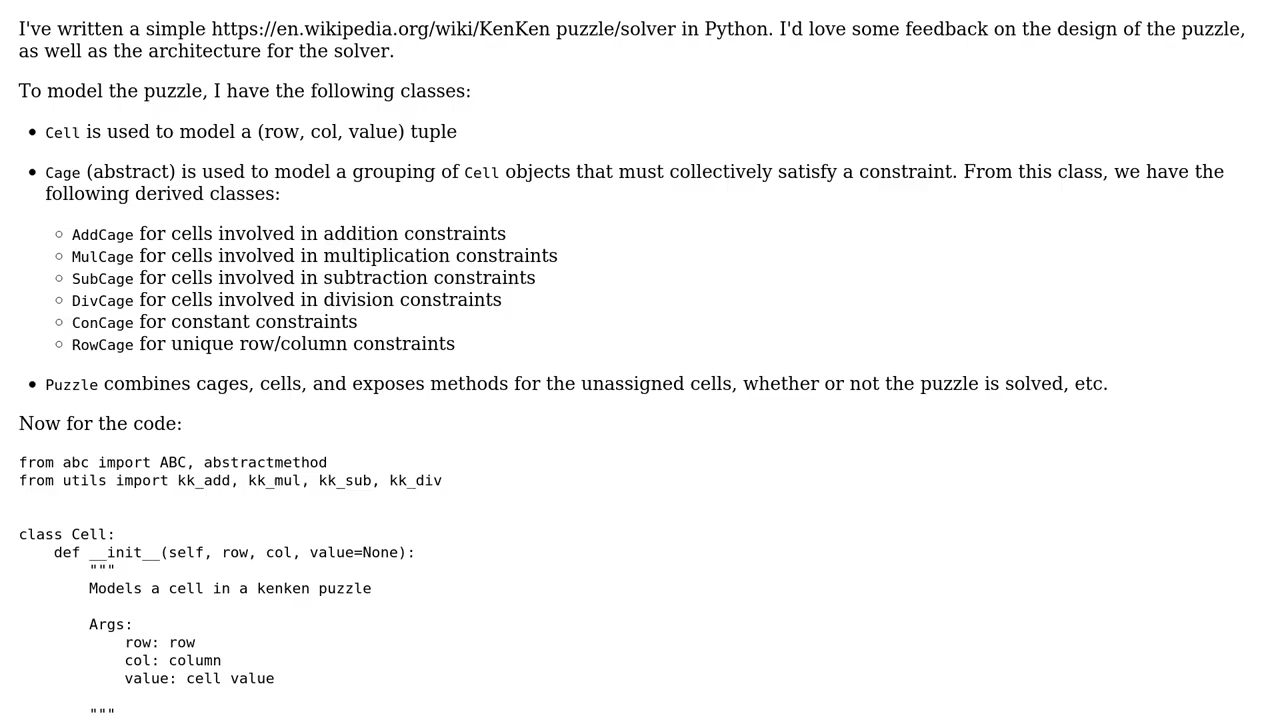 I've written a simple https://en.wikipedia.org/wiki/KenKen puzzle/solver in Python. I'd love some feedback on the design of the puzzle,
as well as the architecture for the solver.
To model the puzzle, I have the following classes:
• Cell is used to model a (row, col, value) tuple
• Cage (abstract) is used to model a grouping of Cell objects that must collectively satisfy a constraint. From this class, we have the
following derived classes:
◦ AddCage for cells involved in addition constraints
◦ MulCage for cells involved in multiplication constraints
◦ SubCage for cells involved in subtraction constraints
◦ DivCage for cells involved in division constraints
◦ ConCage for constant constraints
◦ RowCage for unique row/column constraints
• Puzzle combines cages, cells, and exposes methods for the unassigned cells, whether or not the puzzle is solved, etc.
Now for the code:
from abc import ABC, abstractmethod
from utils import kk_add, kk_mul, kk_sub, kk_div
class Cell:
    def __init__(self, row, col, value=None):
        """
        Models a cell in a kenken puzzle
        Args:
            row: row
            col: column
            value: cell value
        """